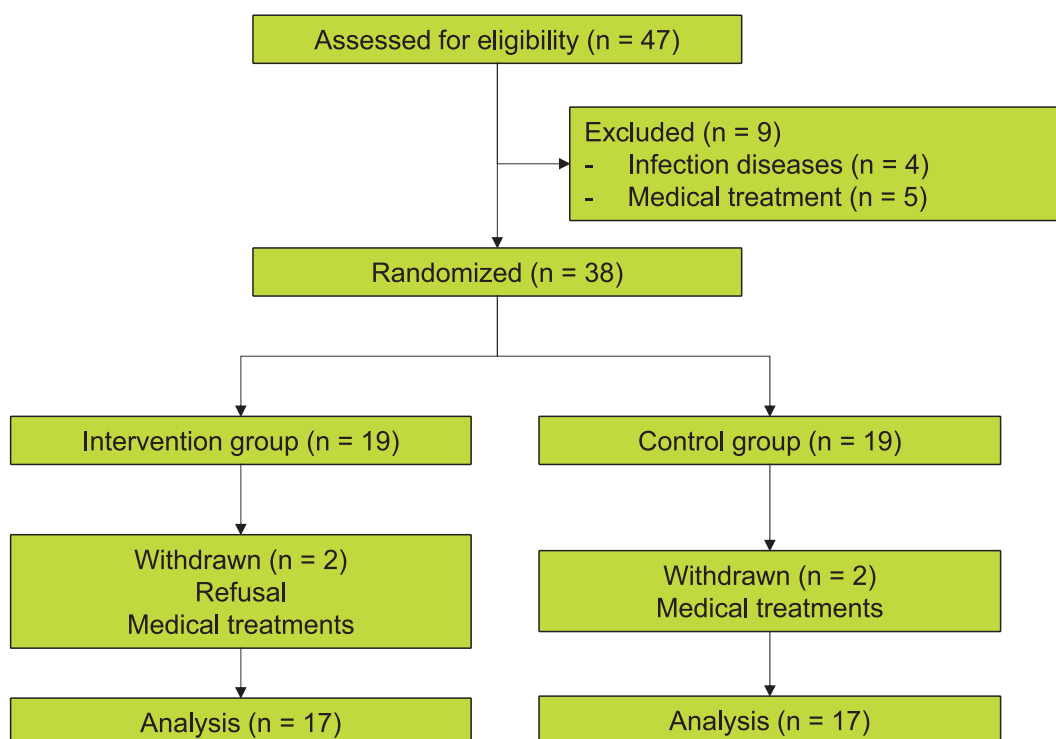 Assessed for eligibility (n = 47)
Excluded (n = 9)
- Infection diseases (n = 4)
- Medical treatment (n = 5)
Randomized (n = 38)
Intervention group (n = 19)
Control group (n = 19)
Withdrawn (n = 2)
Refusal
Medical treatments
Withdrawn (n = 2)
Medical treatments
Analysis (n = 17)
Analysis (n = 17)